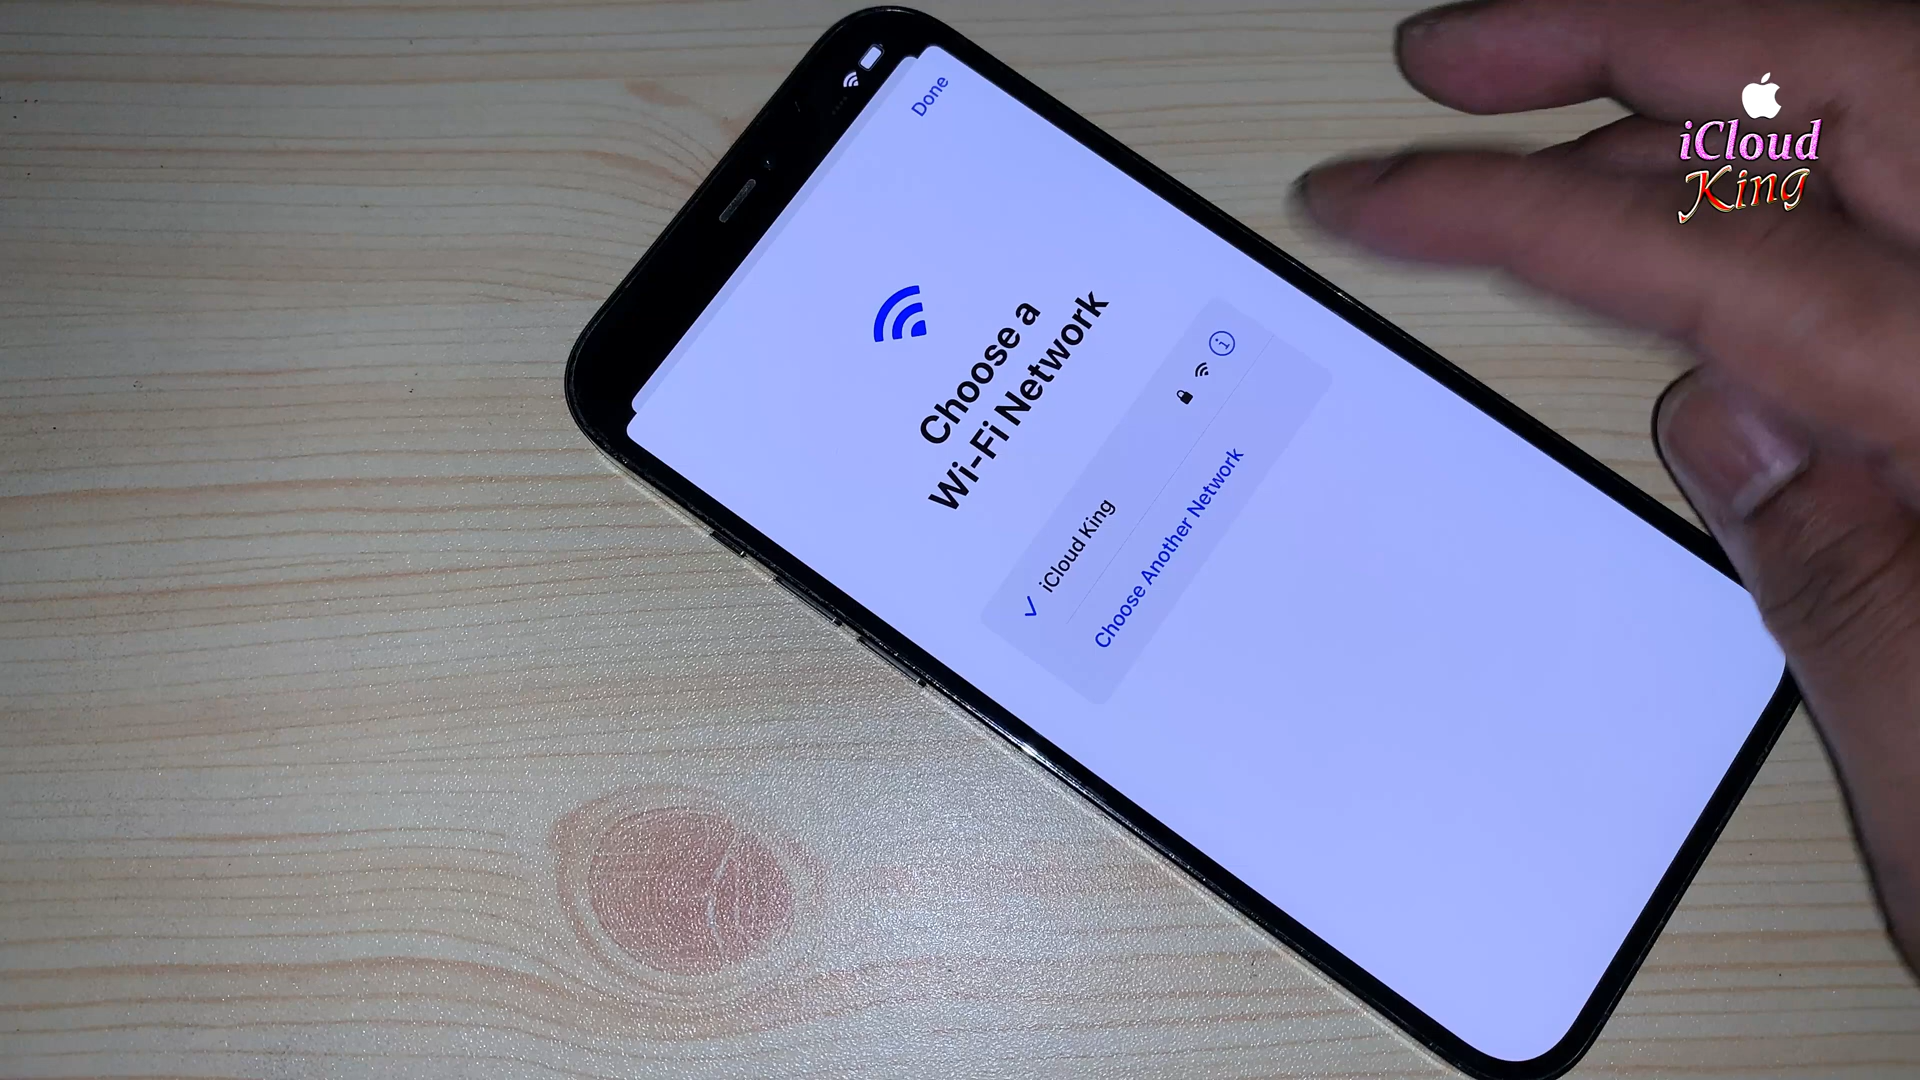 Done
Choose a
Wi-Fi Network
✓ iCloud King
Choose Another Network
iCloud
King